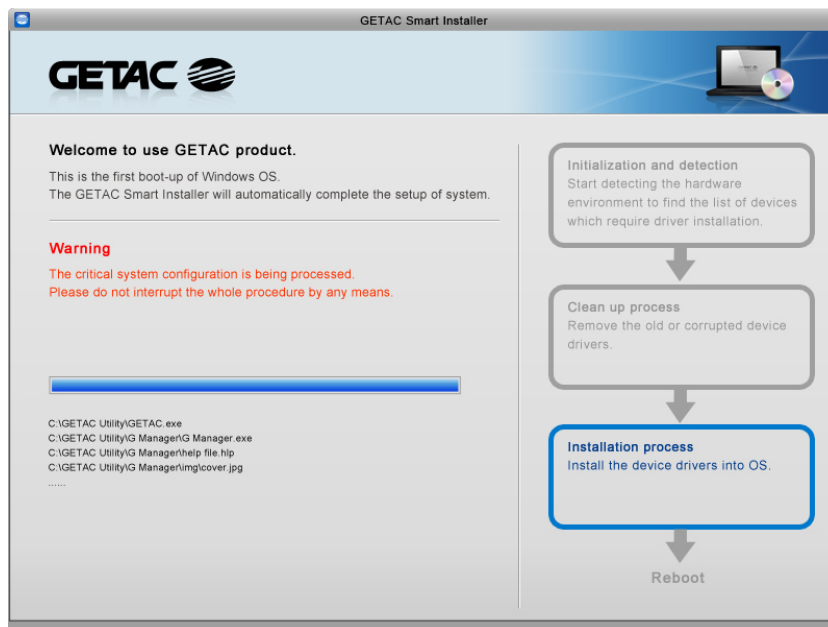 GETAC Smart Installer
GETAC
Welcome to use GETAC product.
This is the first boot-up of Windows OS.
The GETAC Smart Installer will automatically complete the setup of system.
Warning
The critical system configuration is being processed.
Please do not interrupt the whole procedure by any means.
C:\GETAC Utility\GETAC.exe
C:\GETAC Utility\G Manager\G Manager.exe
C:\GETAC Utility\G Manager\help file.hlp
C:\GETAC Utility\G Manager\img\cover.jpg
......
Initialization and detection
Start detecting the hardware
environment to find the list of devices
which require driver installation.
Clean up process
Remove the old or corrupted device
drivers.
Installation process
Install the device drivers into OS.
Reboot